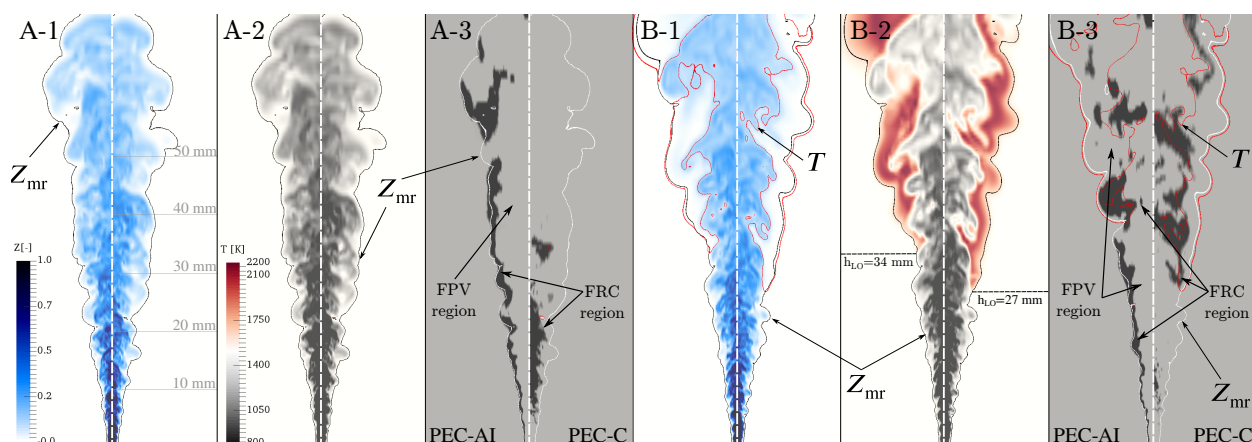 A-1
A-2
A-3
B-1
B-2
B-3
Z_mr
50 mm
40 mm
30 mm
20 mm
10 mm
Z[-]
1.0
0.7
0.5
0.2
-0.0
T [K]
2200
2100
1750
1400
1050
800
Z_mr
FPV
region
FRC
region
PEC-AI
PEC-C
T
h_LO=34 mm
h_LO=27 mm
Z_mr
T
FPV
region
FRC
region
Z_mr
PEC-AI
PEC-C